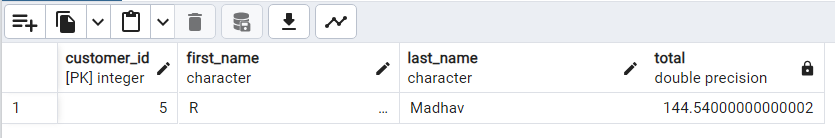 customer_id first_name last_name total
[PK] integer character character double precision
1 5 R ... Madhav 144.54000000000002